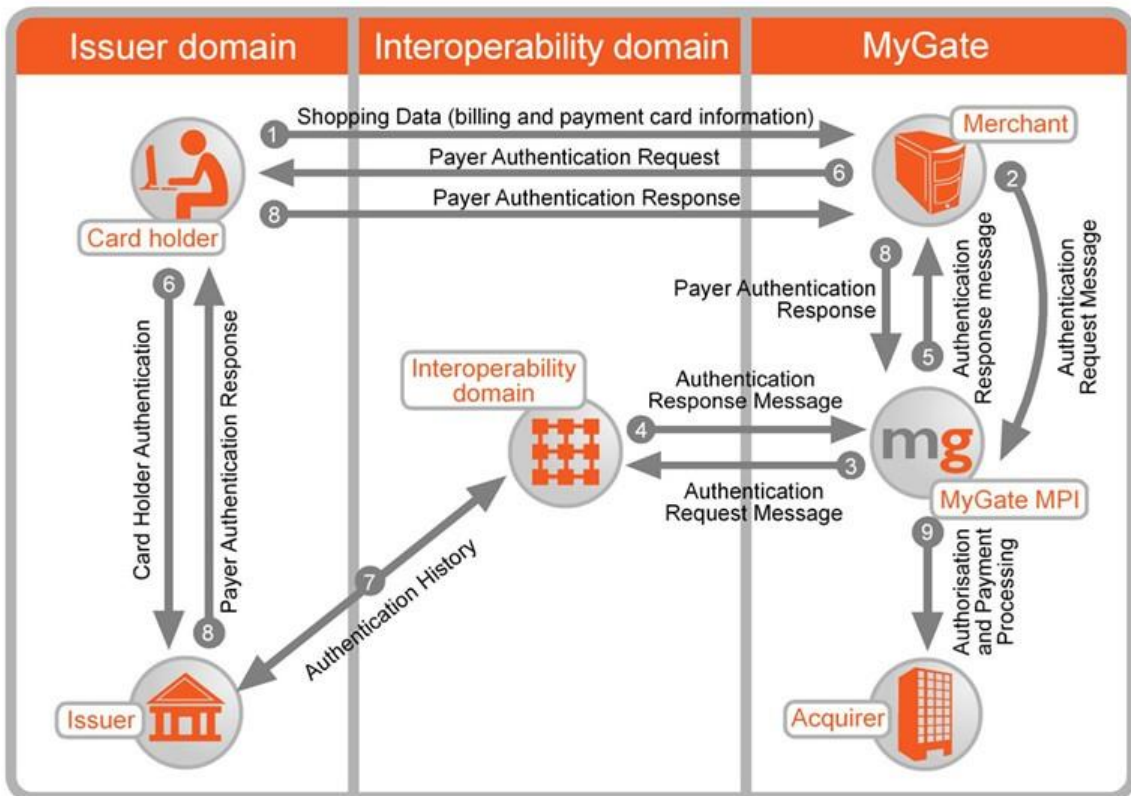 Issuer domain
Interoperability domain
MyGate
1
Shopping Data (billing and payment card information)
Merchant
Payer Authentication Request
6
2
8
Payer Authentication Response
Card holder
6
Card Holder Authentication
Payer Authentication Response
8
8
Payer Authentication
Response
5
Authentication
Response message
Authentication
Request Message
Interoperability
domain
Authentication
Response Message
4
3
Authentication
Request Message
mg
MyGate MPI
7
Authentication History
9
Authorisation
and Payment
Processing
Issuer
Acquirer